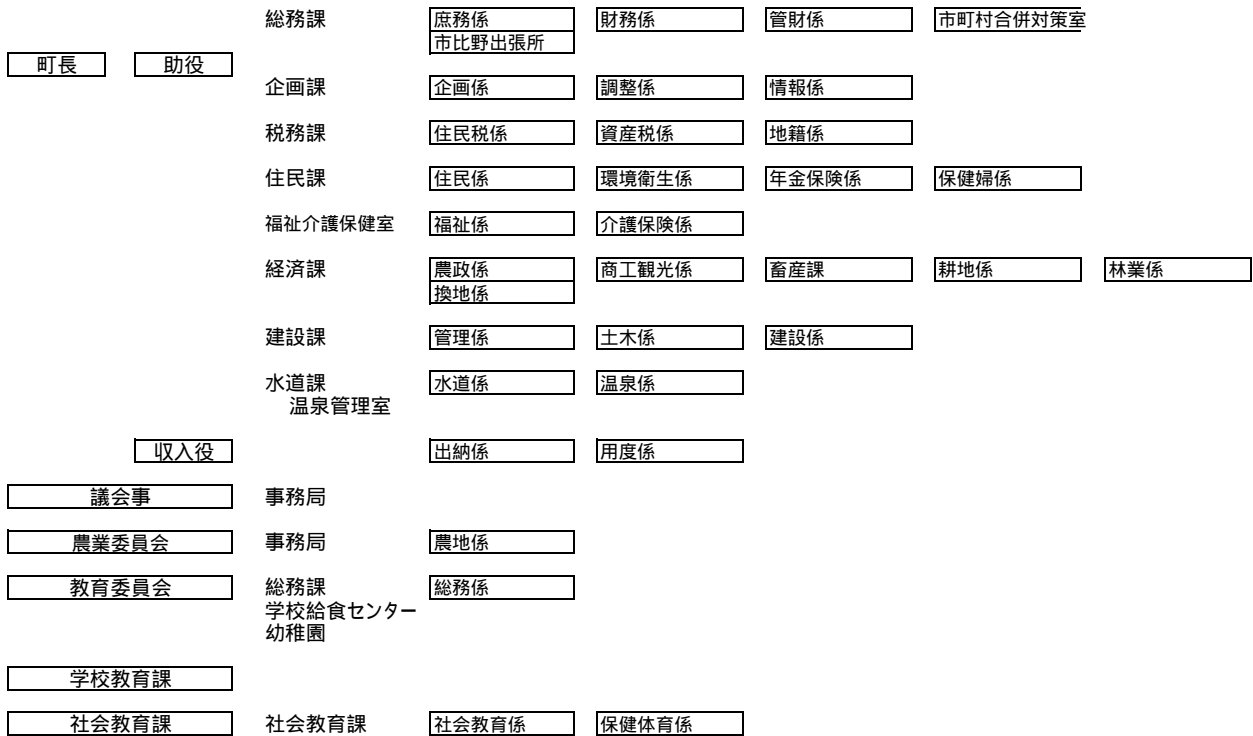 総務課 庶務係 財務係 管財係 市町村合併対策室
市比野出張所
町長 助役
企画課 企画係 調整係 情報係
税務課 住民税係 資産税係 地籍係
住民課 住民係 環境衛生係 年金保険係 保健婦係
福祉介護保健室 福祉係 介護保険係
経済課 農政係 商工観光係 畜産課 耕地係 林業係
換地係
建設課 管理係 土木係 建設係
水道課 水道係 温泉係
温泉管理室
収入役 出納係 用度係
議会事 事務局
農業委員会 事務局 農地係
教育委員会 総務課 総務係
学校給食センター
幼稚園
学校教育課
社会教育課 社会教育課 社会教育係 保健体育係